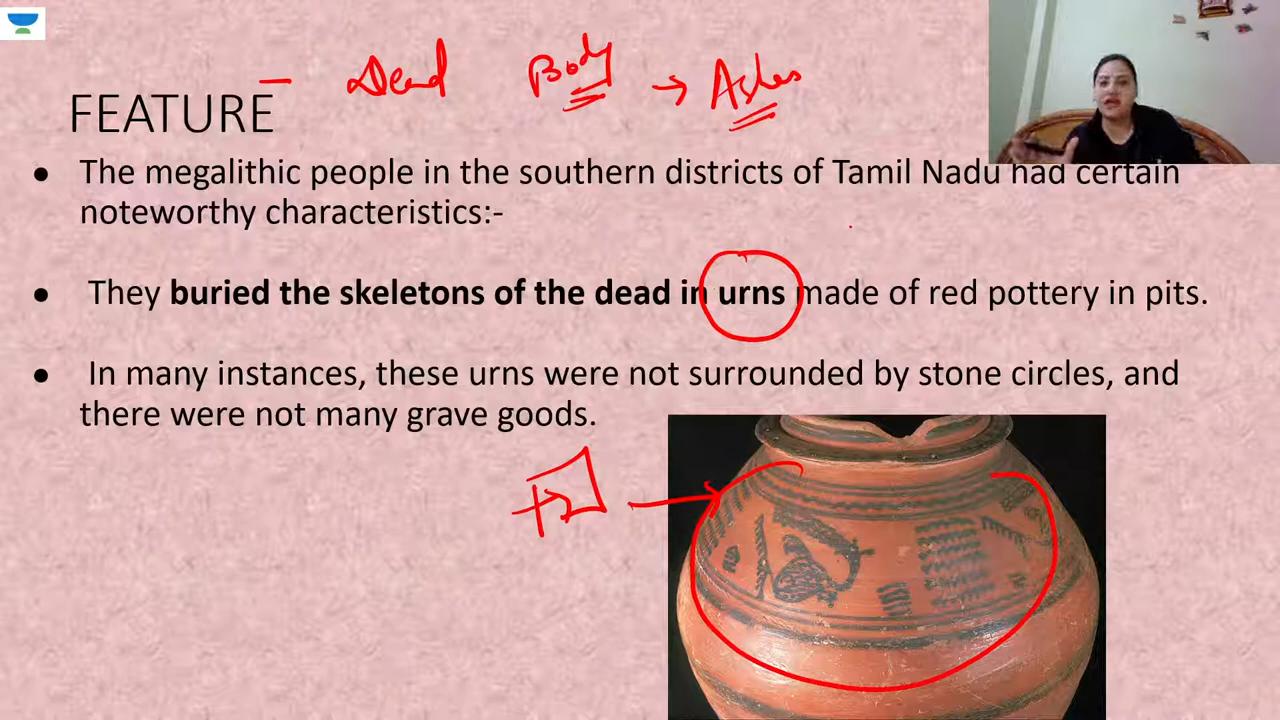 Dead Body → Ashes
FEATURE
● The megalithic people in the southern districts of Tamil Nadu had certain
noteworthy characteristics:-
● They buried the skeletons of the dead in urns made of red pottery in pits.
● In many instances, these urns were not surrounded by stone circles, and
there were not many grave goods.